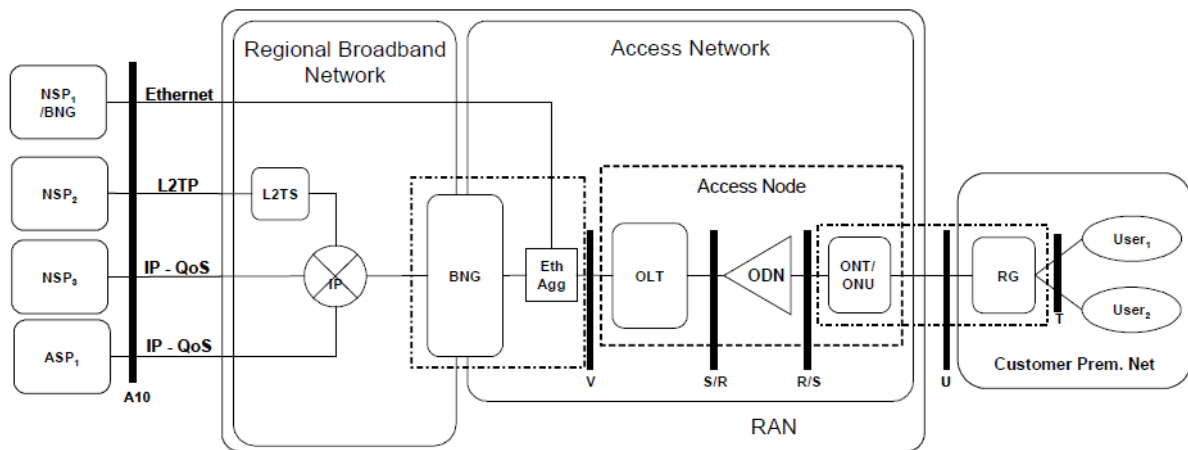 Regional Broadband
Network
Access Network
NSP1
/BNG
Ethernet
NSP2
L2TP
L2TS
Access Node
NSP3
IP - QoS
IP
BNG
Eth
Agg
OLT
ODN
ONT/
ONU
RG
User1
User2
T
ASP1
IP - QoS
A10
V
S/R
R/S
U
Customer Prem. Net
RAN